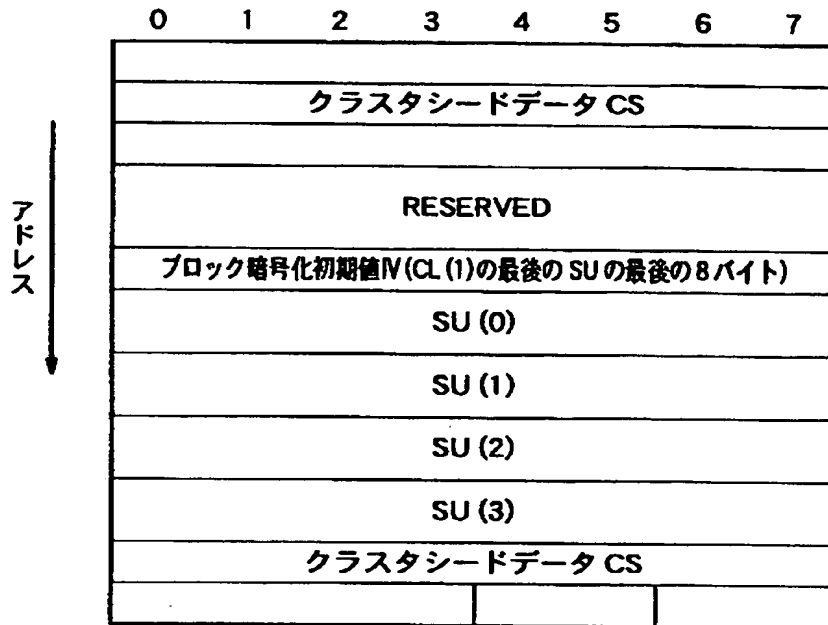 0 1 2 3 4 5 6 7
クラスタシードデータ CS
アドレス
RESERVED
ブロック暗号化初期値IV(CL(1)の最後の SU の最後の 8 バイト)
SU (0)
SU (1)
SU (2)
SU (3)
クラスタシードデータ CS